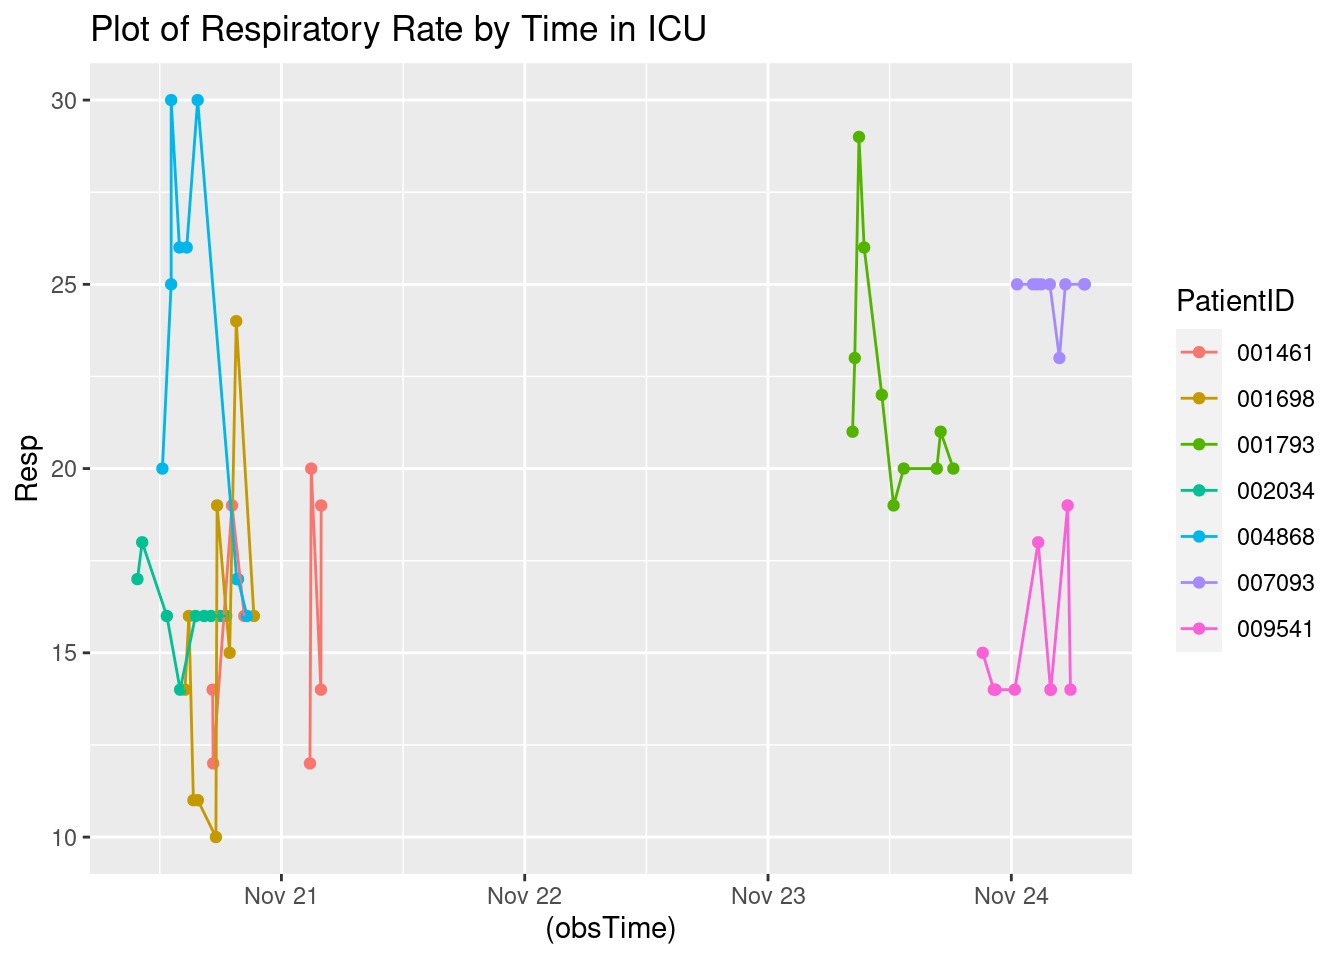 Plot of Respiratory Rate by Time in ICU
30
25
20
15
10
Resp
Nov 21
Nov 22
Nov 23
Nov 24
(obsTime)
PatientID
001461
001698
001793
002034
004868
007093
009541